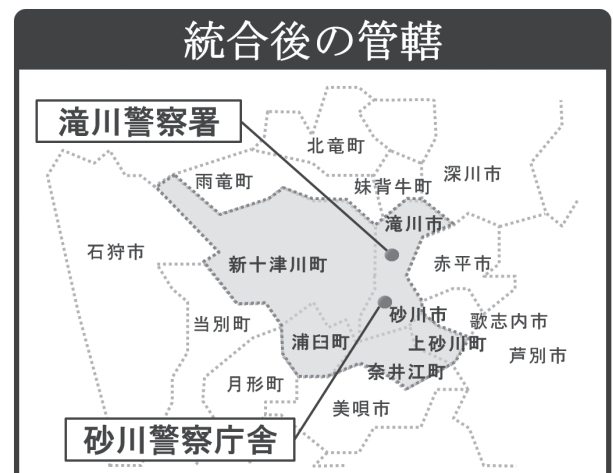 統合後の管轄
滝川警察署
北竜町
雨竜町
妹背牛町
深川市
滝川市
石狩市
新十津川町
赤平市
当別町
砂川市
歌志内市
浦臼町
上砂川町
芦別市
奈井江町
月形町
美唄市
砂川警察庁舎